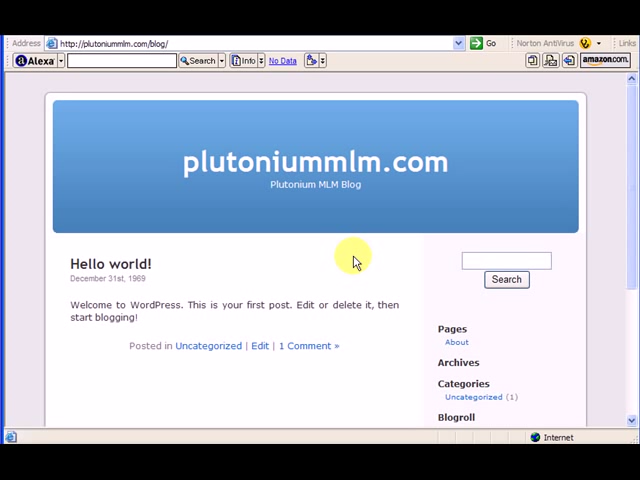 Address http://plutoniummlm.com/blog/ Go Norton AntiVirus Links
Alexa Search Info No Data amazon.com.
plutoniummlm.com
Plutonium MLM Blog
Hello world!
December 31st, 1969
Welcome to WordPress. This is your first post. Edit or delete it, then
start blogging!
Posted in Uncategorized | Edit | 1 Comment »
Search
Pages
About
Archives
Categories
Uncategorized (1)
Blogroll
Internet